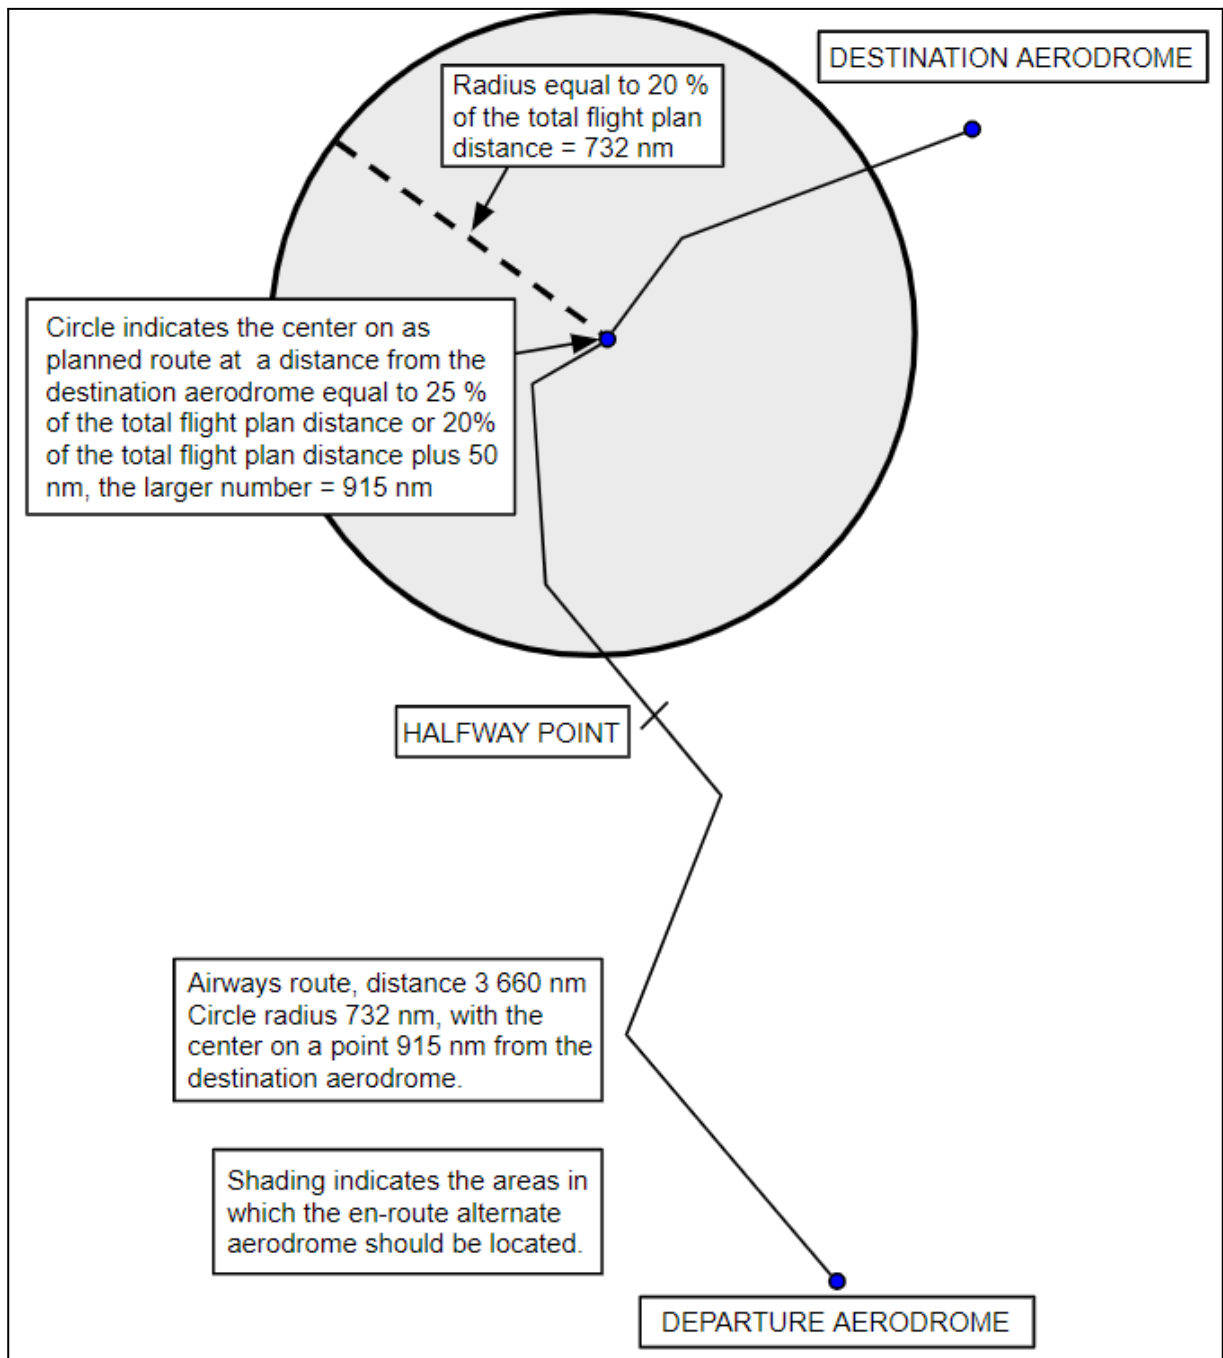 DESTINATION AERODROME
Radius equal to 20 %
of the total flight plan
distance = 732 nm
Circle indicates the center on as
planned route at a distance from the
destination aerodrome equal to 25 %
of the total flight plan distance or 20%
of the total flight plan distance plus 50
nm, the larger number = 915 nm
HALFWAY POINT
Airways route, distance 3 660 nm
Circle radius 732 nm, with the
center on a point 915 nm from the
destination aerodrome.
Shading indicates the areas in
which the en-route alternate
aerodrome should be located.
DEPARTURE AERODROME